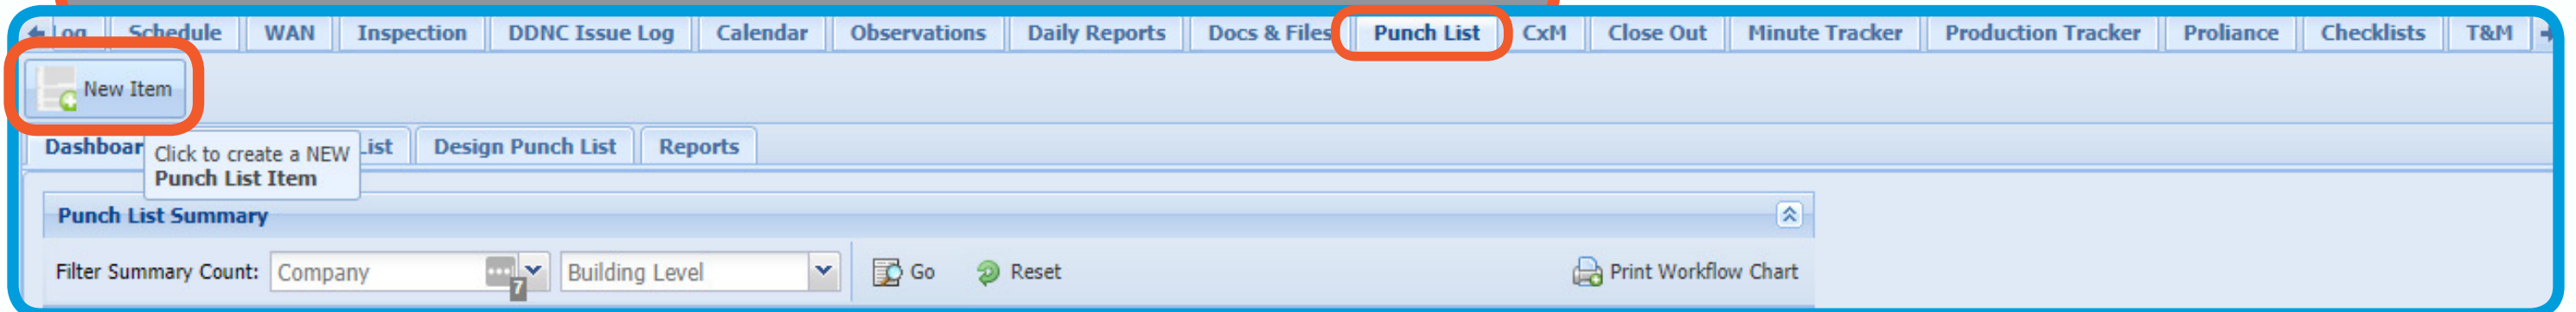 Log Schedule WAN Inspection DDNC Issue Log Calendar Observations Daily Reports Docs & Files Punch List CxM Close Out Minute Tracker Production Tracker Proliance Checklists T&M
New Item
Dashboar List Design Punch List Reports
Click to create a NEW
Punch List Item
Punch List Summary
Filter Summary Count: Company 7 Building Level Go Reset Print Workflow Chart